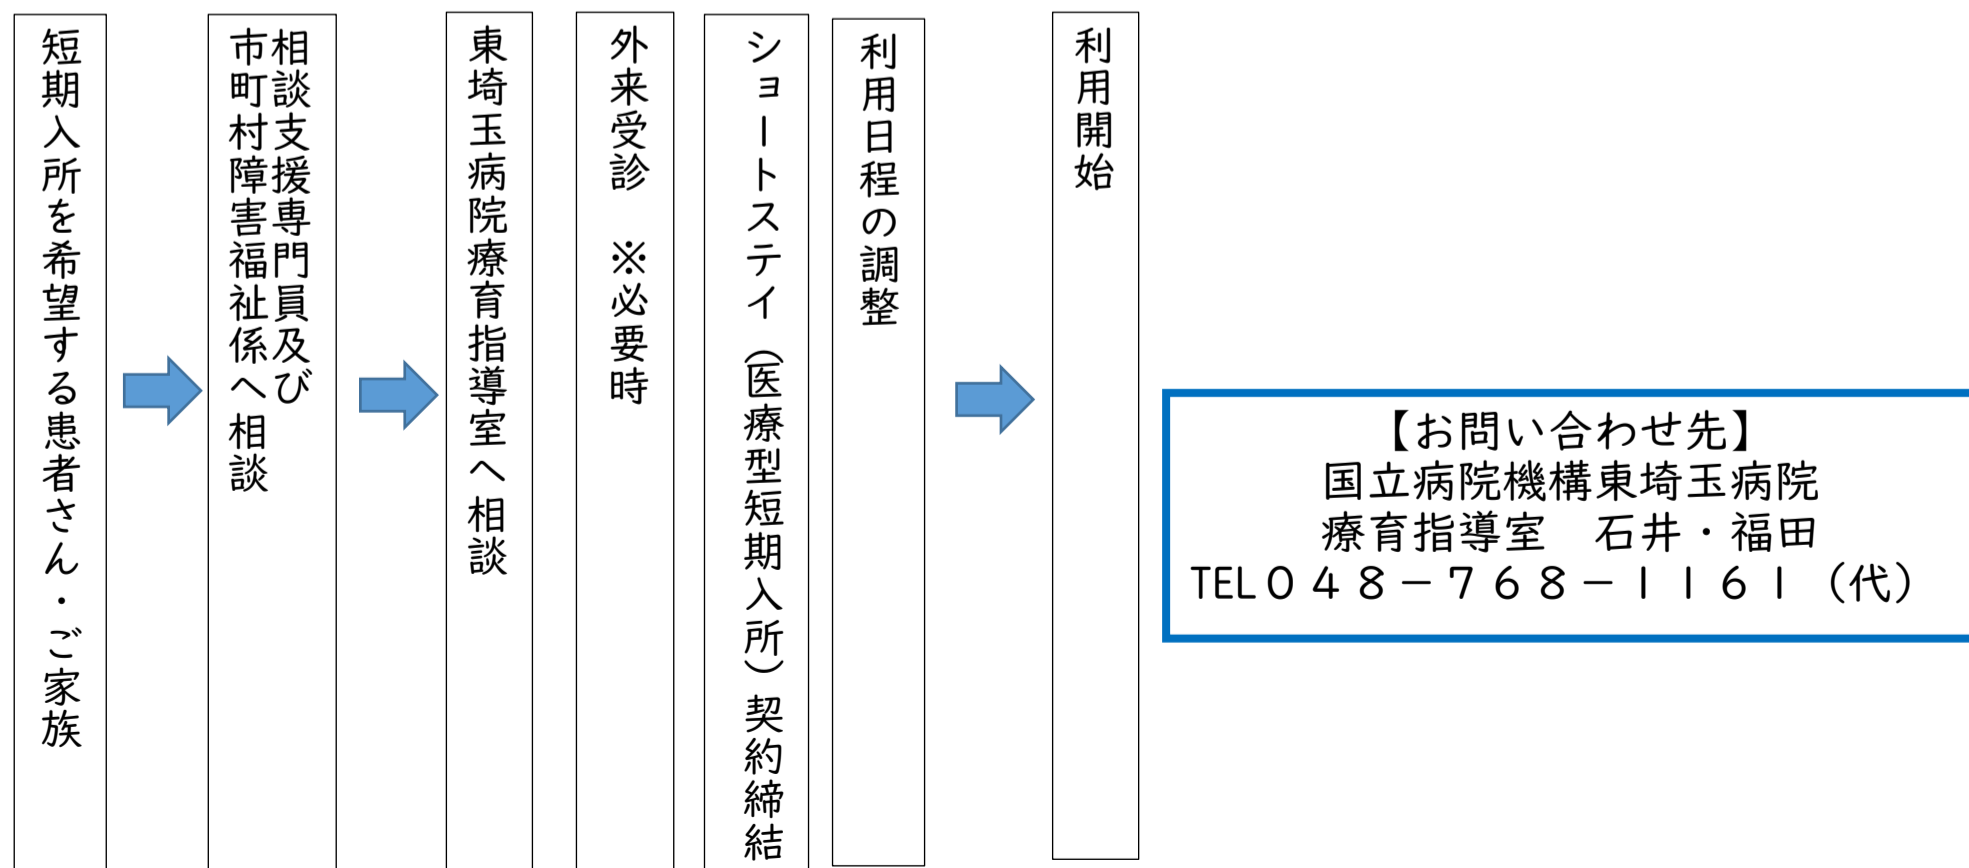 短期入所を希望する患者さん・ご家族
相談支援専門員及び
市町村障害福祉係へ相談
東埼玉病院療育指導室へ相談
外来受診　※必要時
ショートステイ（医療型短期入所）契約締結
利用日程の調整
利用開始
【お問い合わせ先】
国立病院機構東埼玉病院
療育指導室　石井・福田
TEL０４８－７６８－１１６１（代）